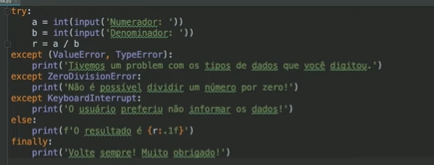 try:
    a = int(input('Numerador: '))
    b = int(input('Denominador: '))
    r = a / b
except (ValueError, TypeError):
    print('Tivemos um problem com os tipos de dados que você digitou.')
except ZeroDivisionError:
    print('Não é possível dividir um número por zero!')
except KeyboardInterrupt:
    print('O usuário preferiu não informar os dados!')
else:
    print(f'O resultado é {r:.1f}')
finally:
    print('Volte sempre! Muito obrigado!')